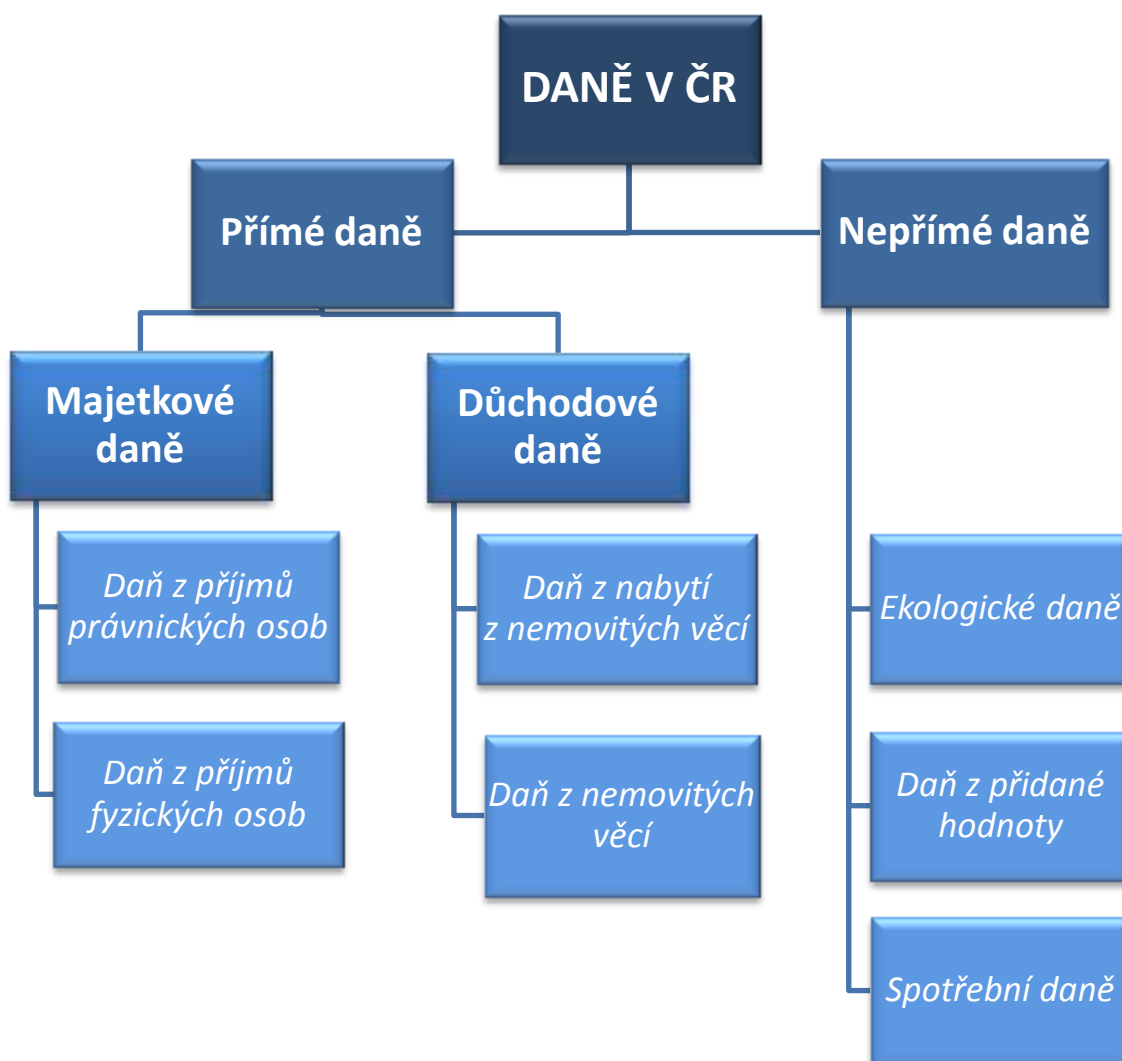 DANĚ V ČR
Přímé daně
Nepřímé daně
Majetkové
daně
Důchodové
daně
Daň z příjmů
právnických osob
Daň z příjmů
fyzických osob
Daň z nabytí
z nemovitých věcí
Daň z nemovitých
věcí
Ekologické daně
Daň z přidané
hodnoty
Spotřební daně